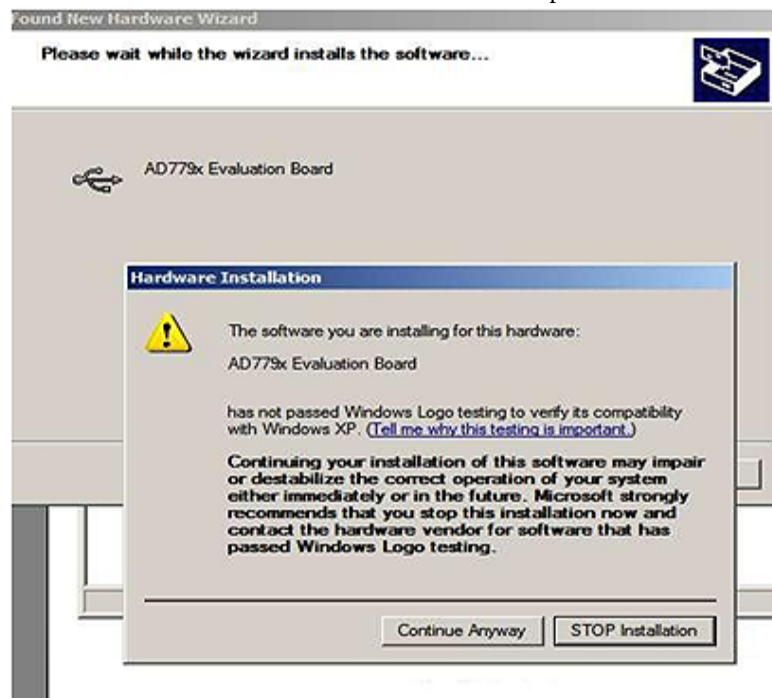 Found New Hardware Wizard
Please wait while the wizard installs the software...
AD779x Evaluation Board
Hardware Installation
The software you are installing for this hardware:
AD779x Evaluation Board
has not passed Windows Logo testing to verify its compatibility
with Windows XP. (Tell me why this testing is important.)
Continuing your installation of this software may impair
or destabilize the correct operation of your system
either immediately or in the future. Microsoft strongly
recommends that you stop this installation now and
contact the hardware vendor for software that has
passed Windows Logo testing.
Continue Anyway
STOP Installation